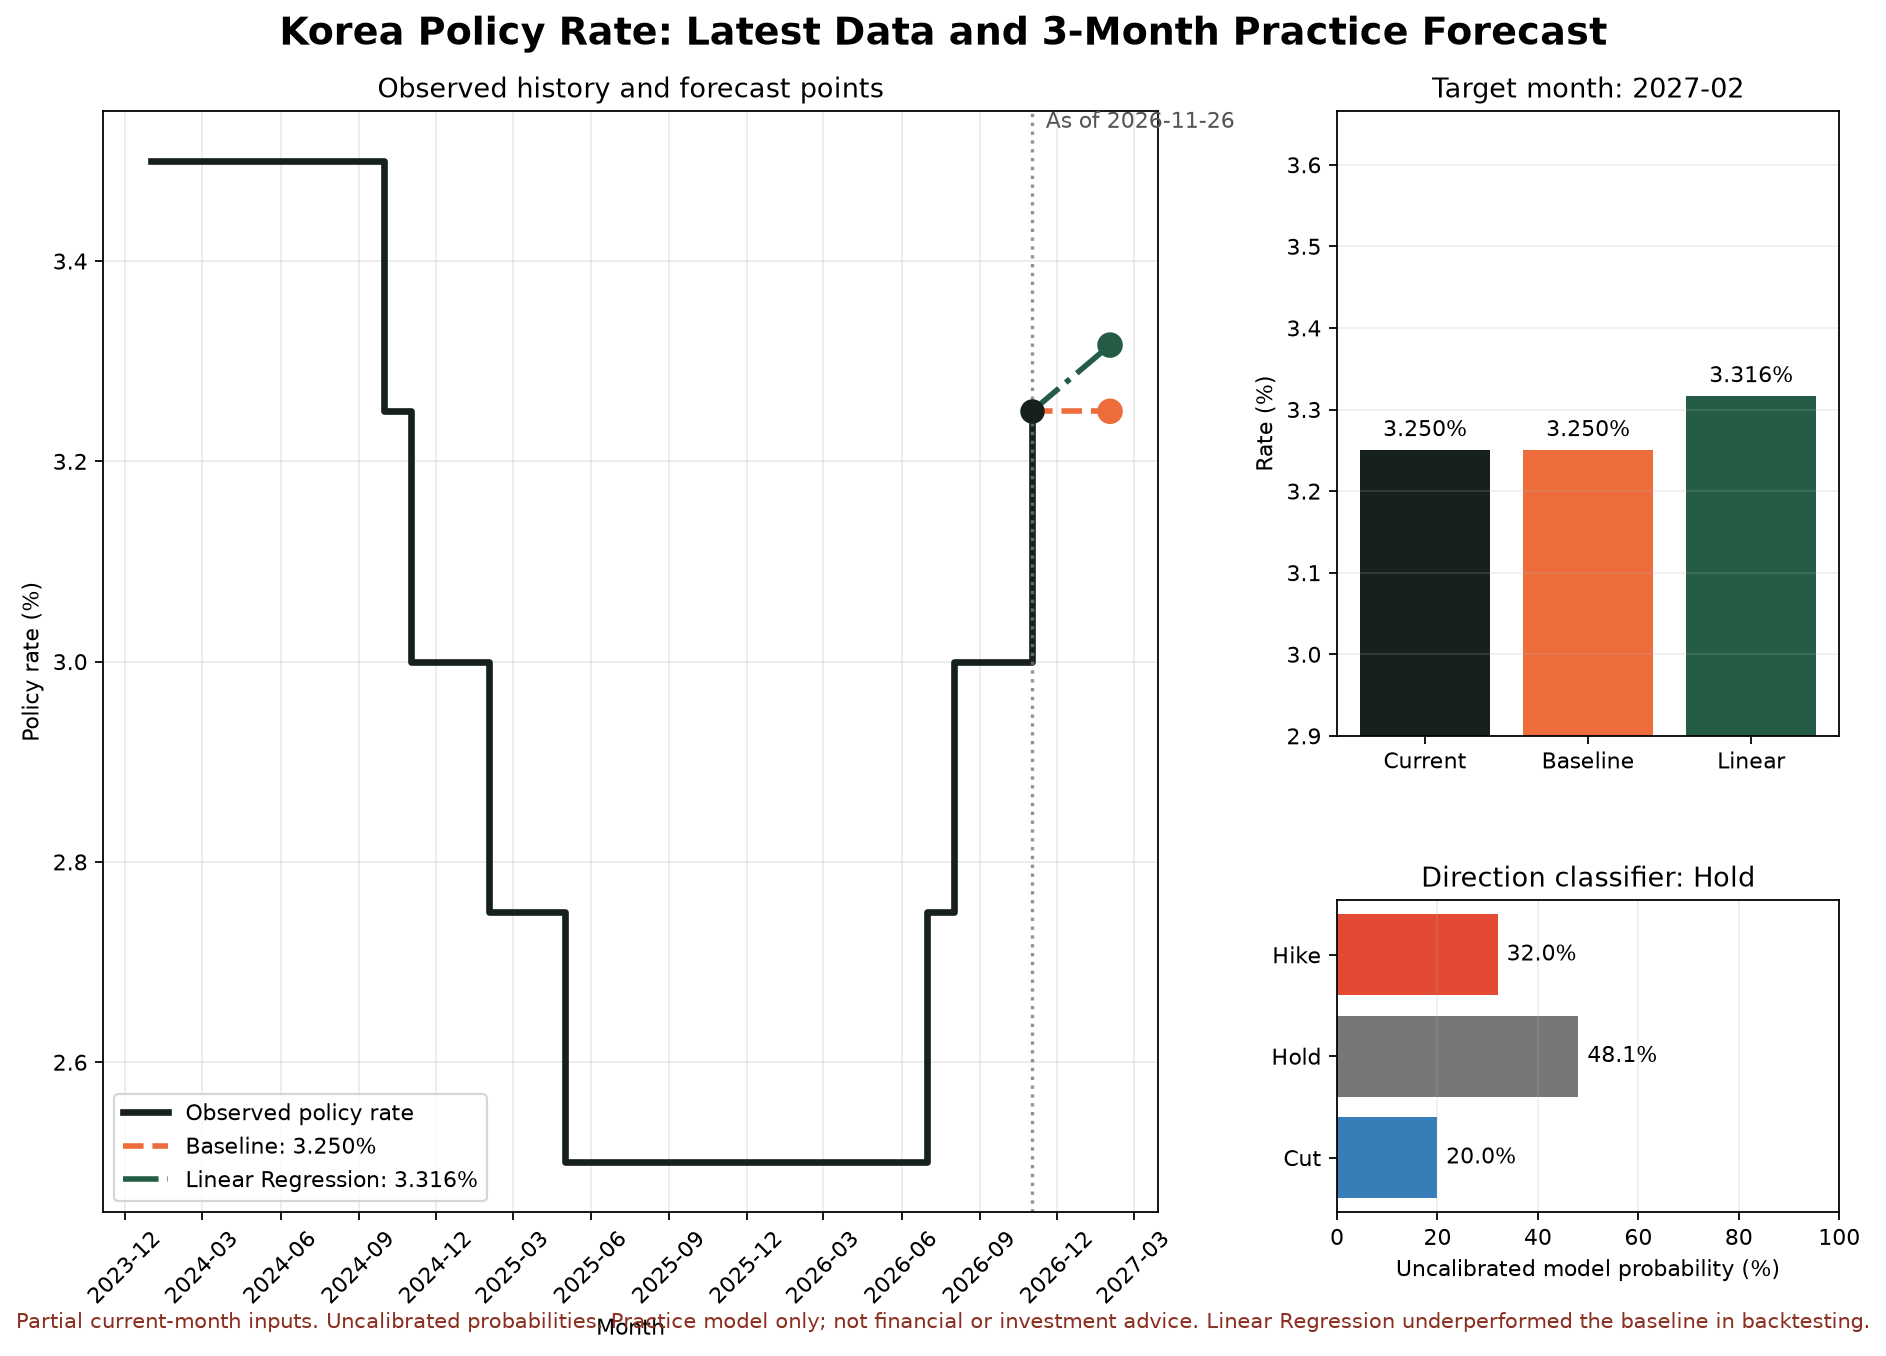 Korea Policy Rate: Latest Data and 3-Month Practice Forecast
Observed history and forecast points
As of 2026-11-26
Policy rate (%)
3.4
3.2
3.0
2.8
2.6
Observed policy rate
Baseline: 3.250%
Linear Regression: 3.316%
2023-12
2024-03
2024-06
2024-09
2024-12
2025-03
2025-06
2025-09
2025-12
2026-03
2026-06
2026-09
2026-12
2027-03
Month
Target month: 2027-02
Rate (%)
3.6
3.5
3.4
3.3
3.2
3.1
3.0
2.9
3.250%
3.250%
3.316%
Current
Baseline
Linear
Direction classifier: Hold
Hike
32.0%
Hold
48.1%
Cut
20.0%
0
20
40
60
80
100
Uncalibrated model probability (%)
Partial current-month inputs. Uncalibrated probabilities. Practice model only; not financial or investment advice. Linear Regression underperformed the baseline in backtesting.